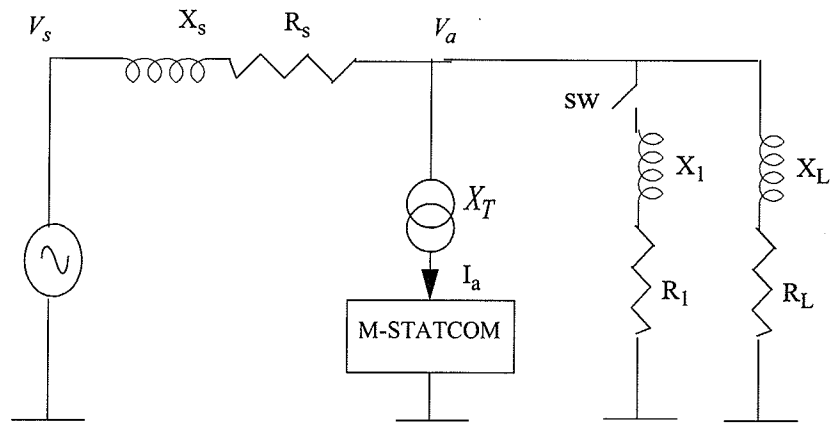 V_s
X_s
R_s
V_a
SW
X_1
X_L
X_T
I_a
R_1
R_L
M-STATCOM